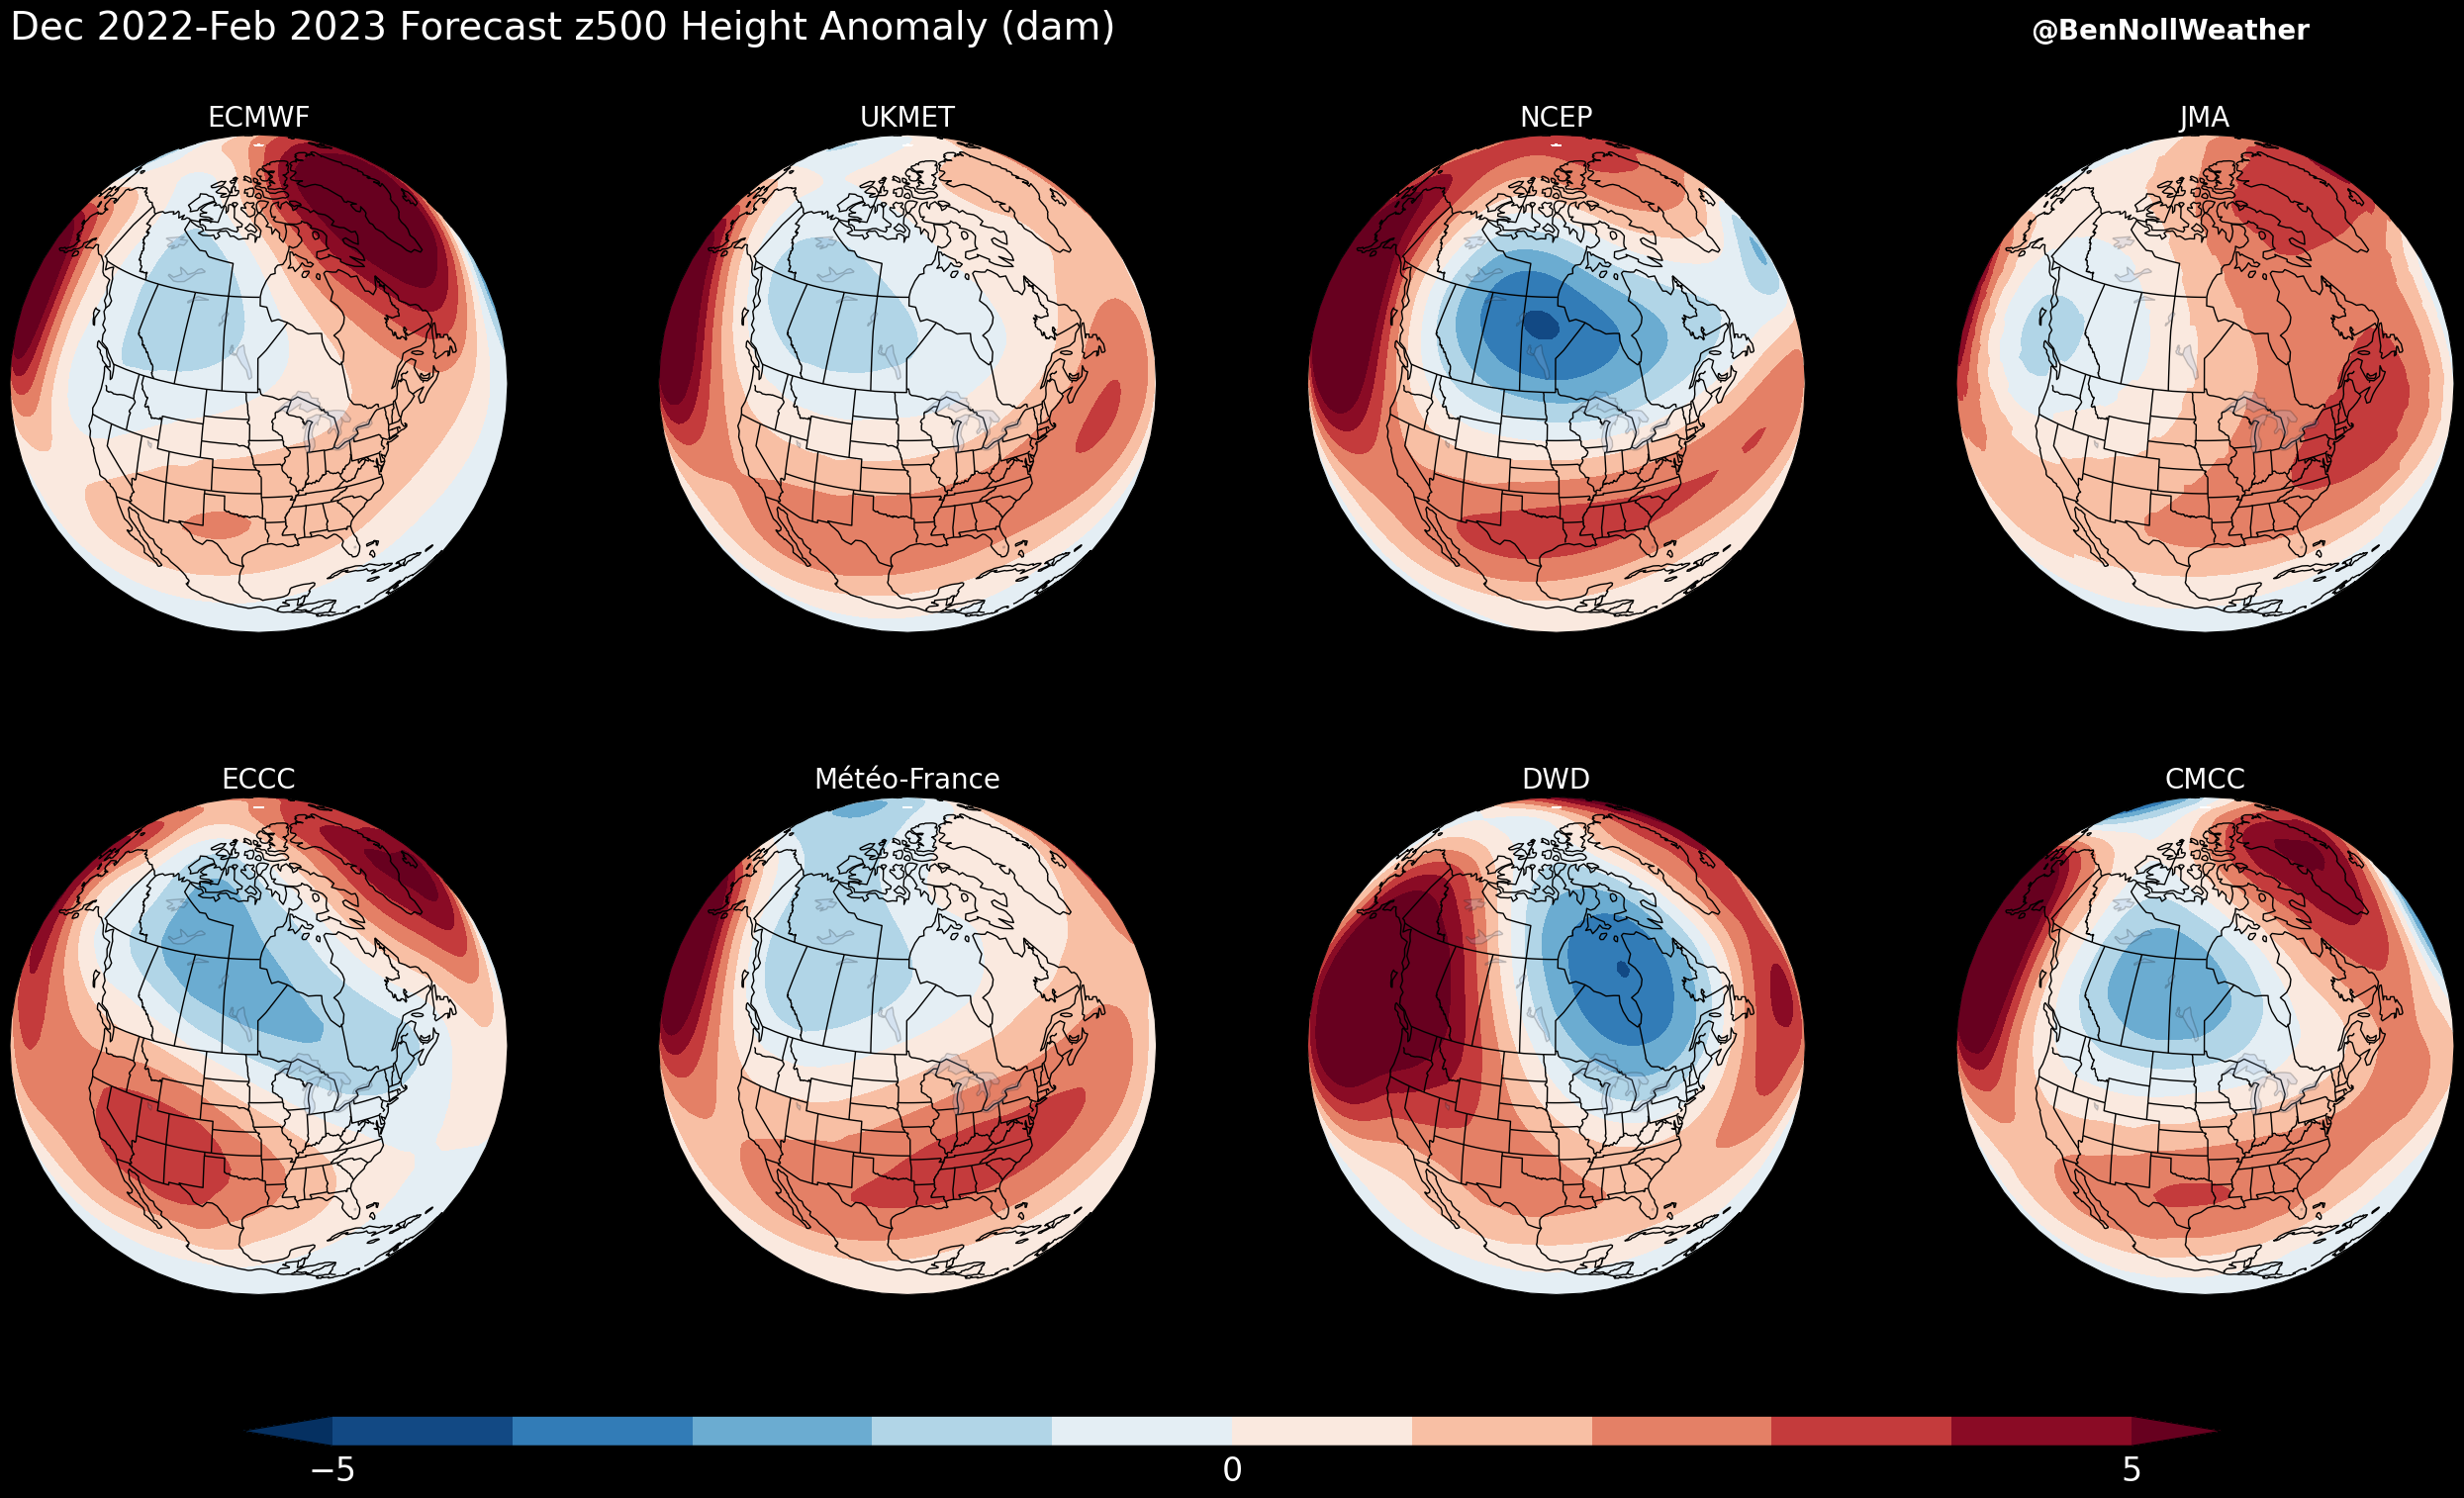 Dec 2022-Feb 2023 Forecast z500 Height Anomaly (dam)
@BenNollWeather
ECMWF
UKMET
NCEP
JMA
ECCC
Météo-France
DWD
CMCC
−5
0
5